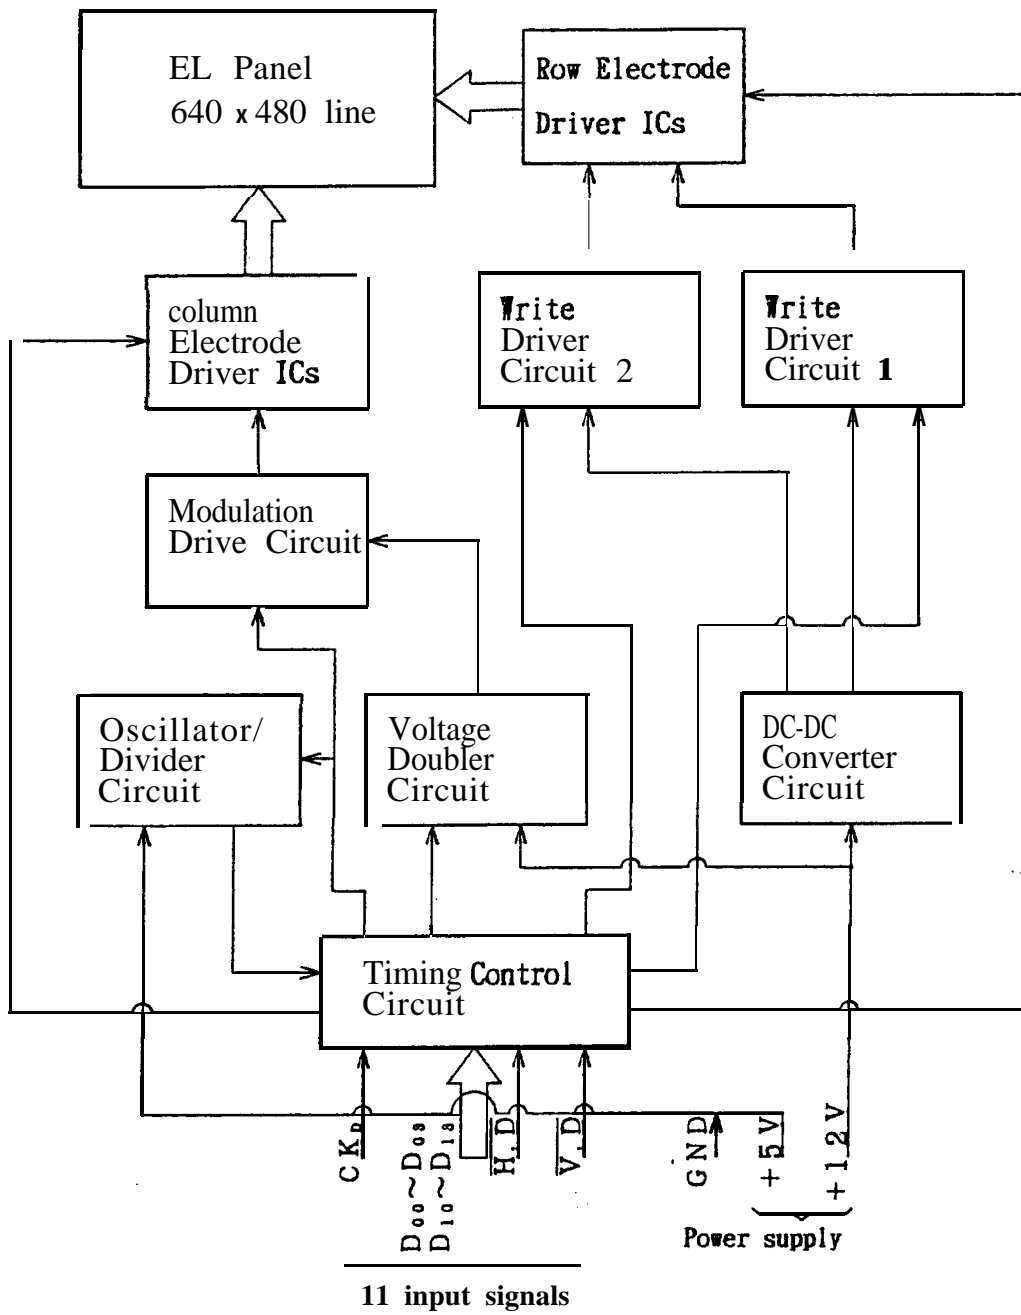 EL Panel
640 x 480 line
Row Electrode
Driver ICs
column
Electrode
Driver ICs
Write
Driver
Circuit 2
Write
Driver
Circuit 1
Modulation
Drive Circuit
Oscillator/
Divider
Circuit
Voltage
Doubler
Circuit
DC-DC
Converter
Circuit
Timing Control
Circuit
CKD
D00~D03
D10~D13
H.D
V.D
GND
+5V
+12V
Power supply
11 input signals